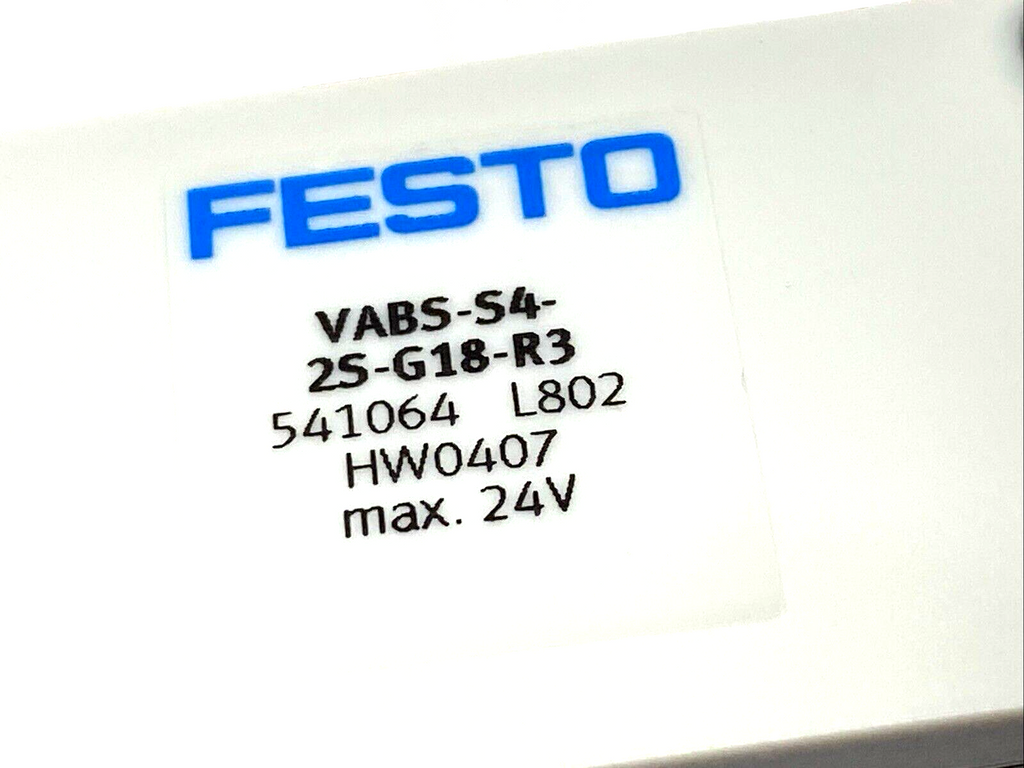 FESTO
VABS-S4-
2S-G18-R3
541064 L802
HW0407
max. 24V